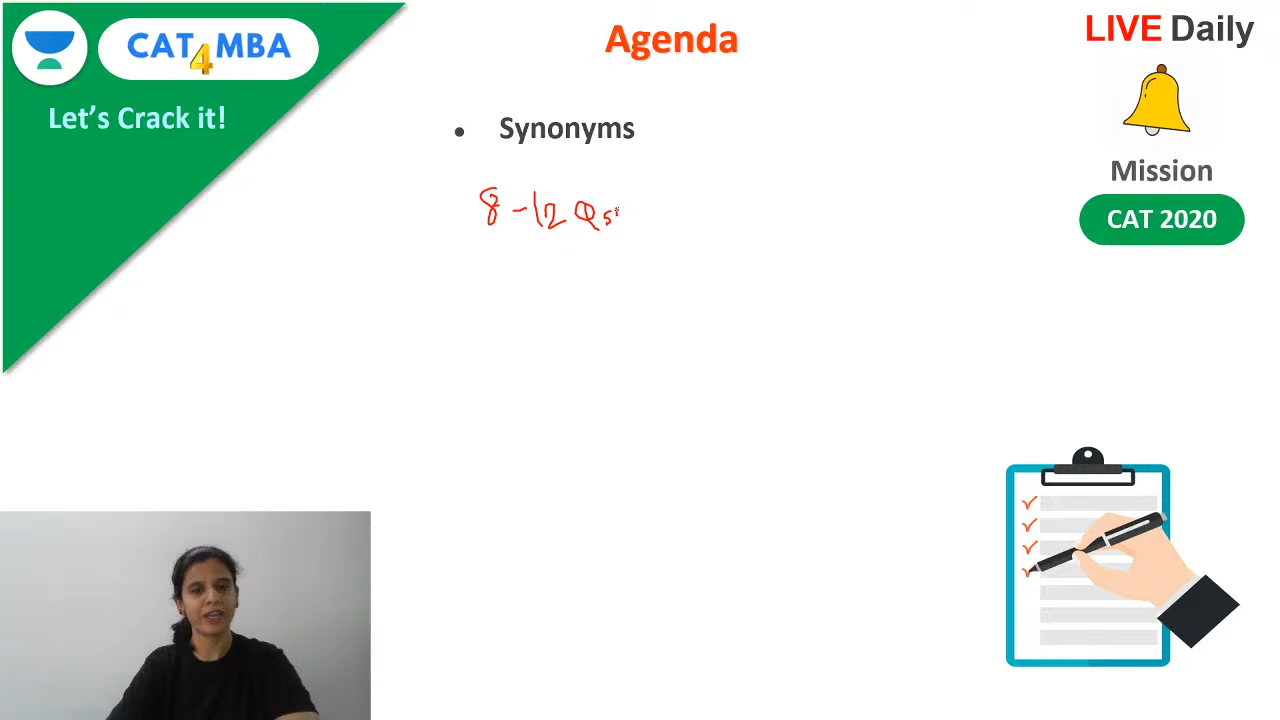 CAT4MBA
Let's Crack it!
Agenda
• Synonyms
8-12 Qs
LIVE Daily
Mission
CAT 2020